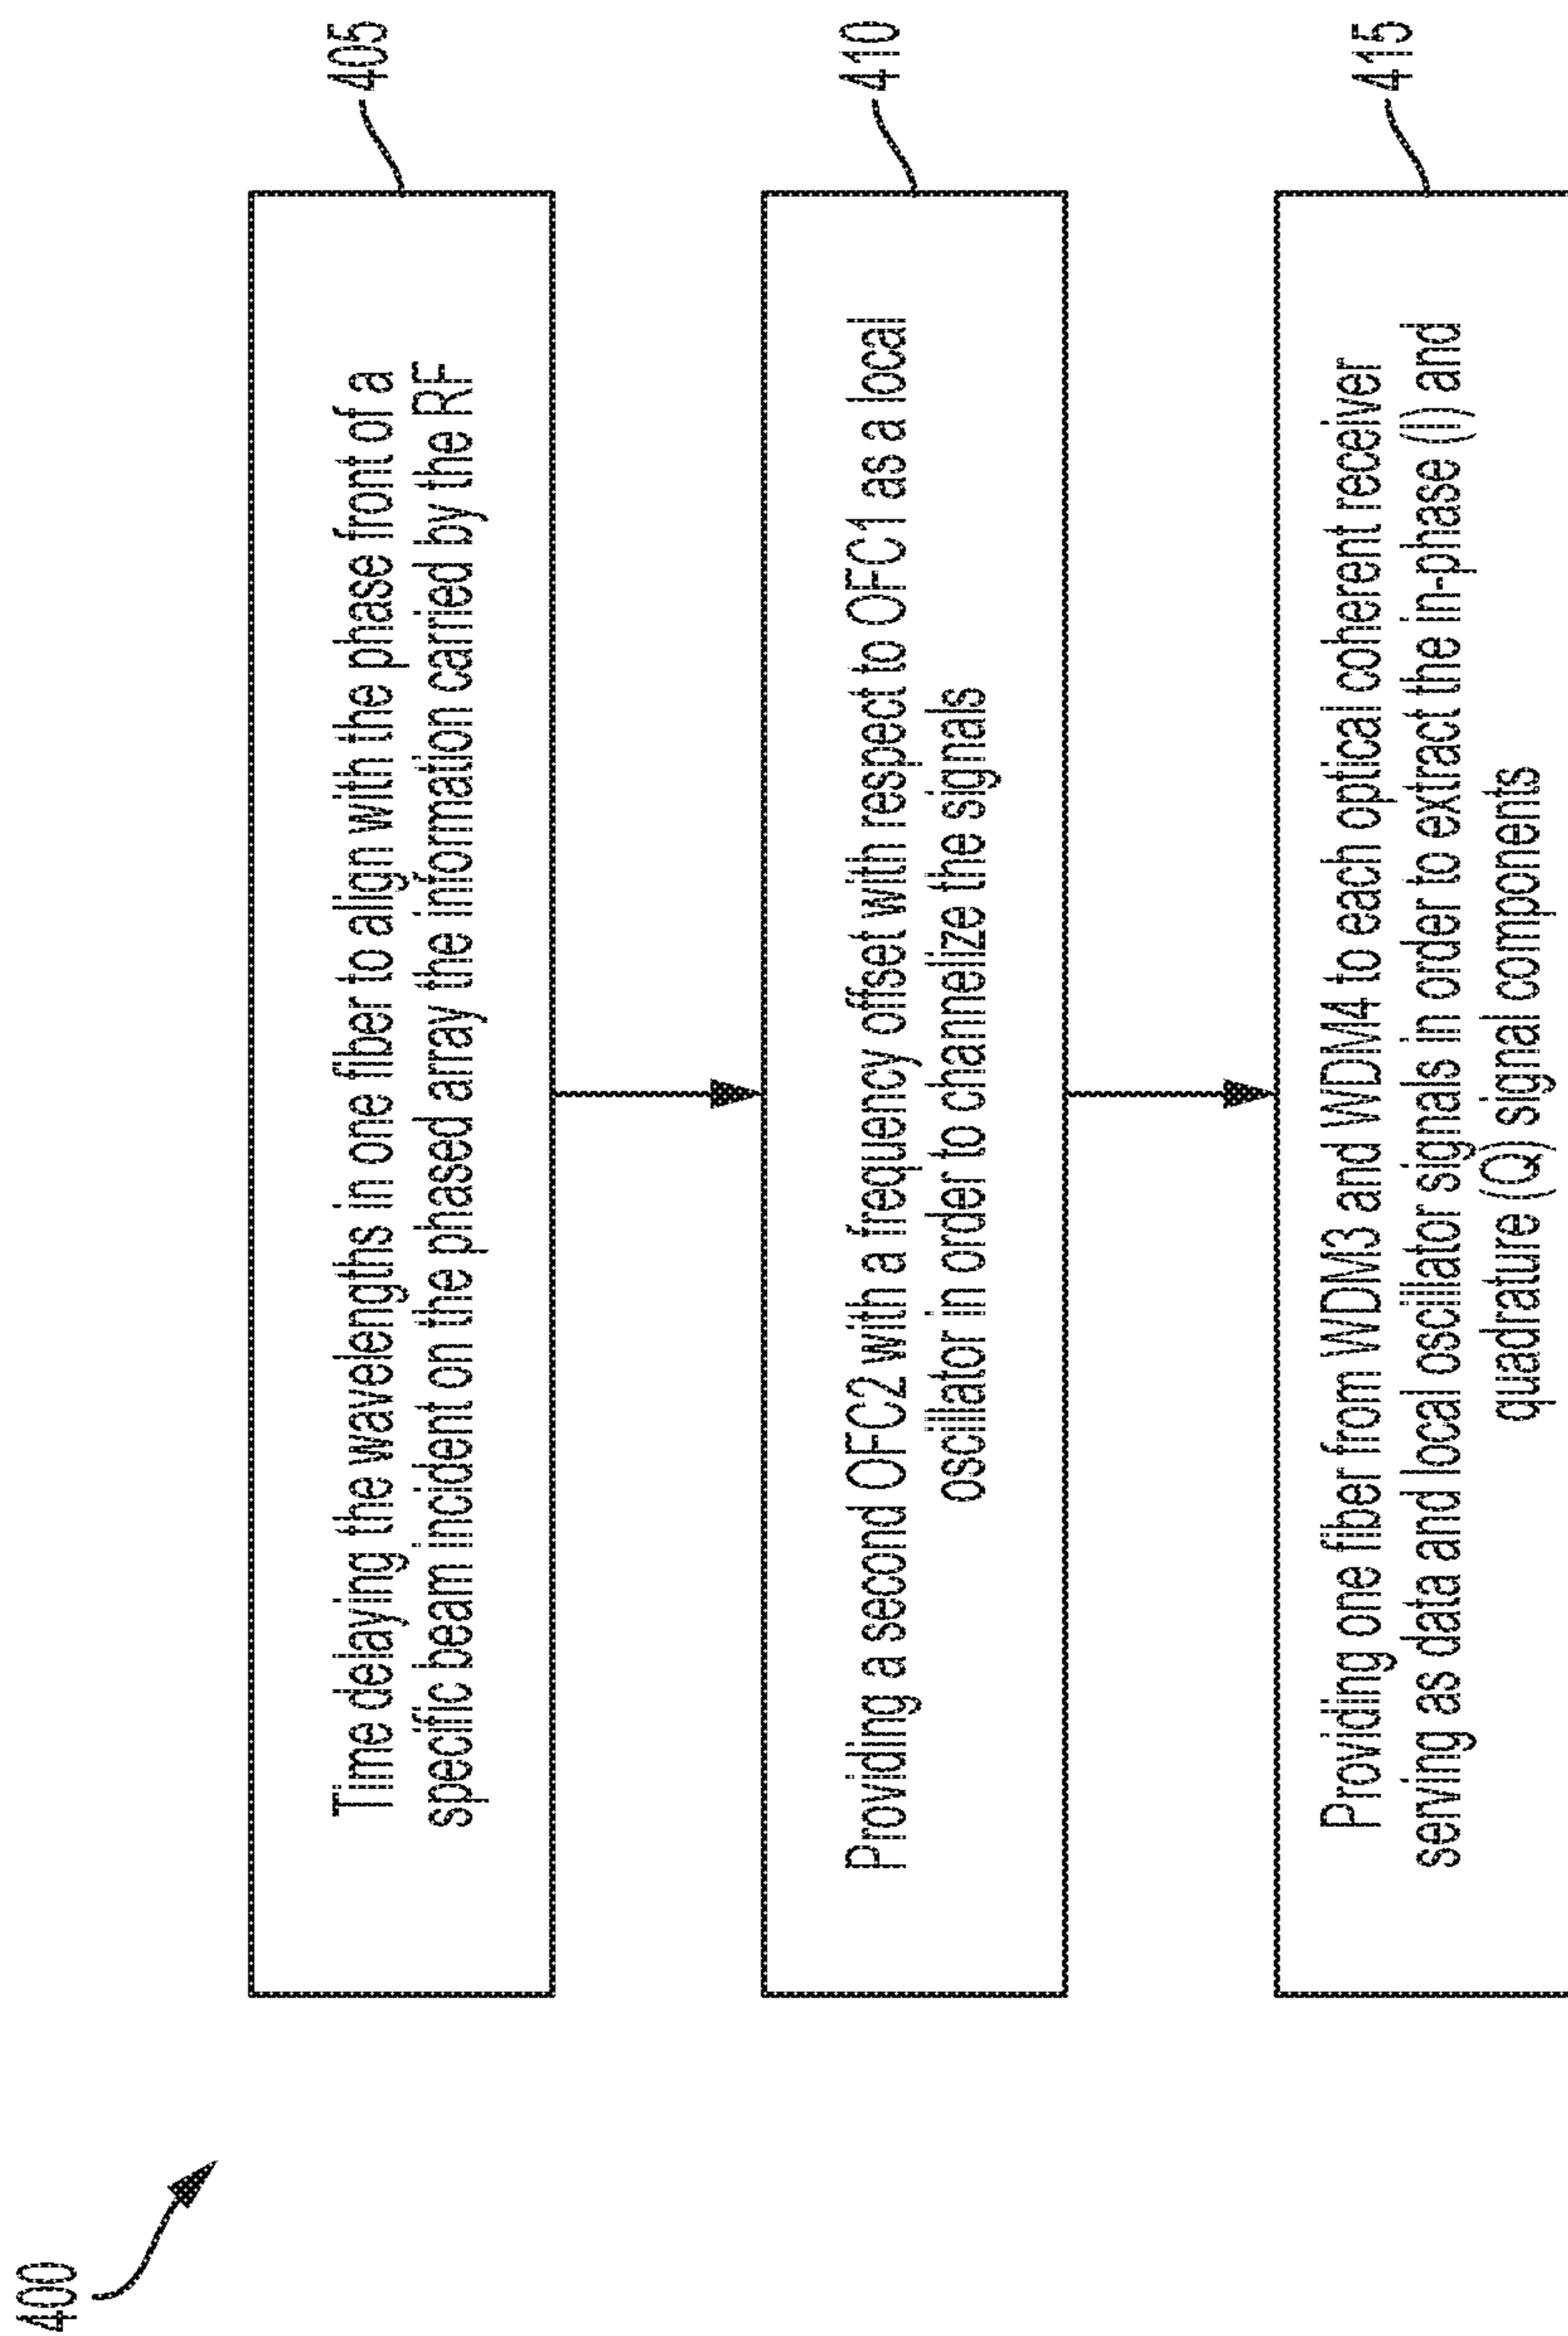 400
Time delaying the wavelengths in one fiber to align with the phase front of a
specific beam incident on the phased array the information carried by the RF
405
Providing a second OFC2 with a frequency offset with respect to OFC1 as a local
oscillator in order to channelize the signals
410
Providing one fiber from WDM3 and WDM4 to each optical coherent receiver
serving as data and local oscillator signals in order to extract the in-phase (I) and
quadrature (Q) signal components
415